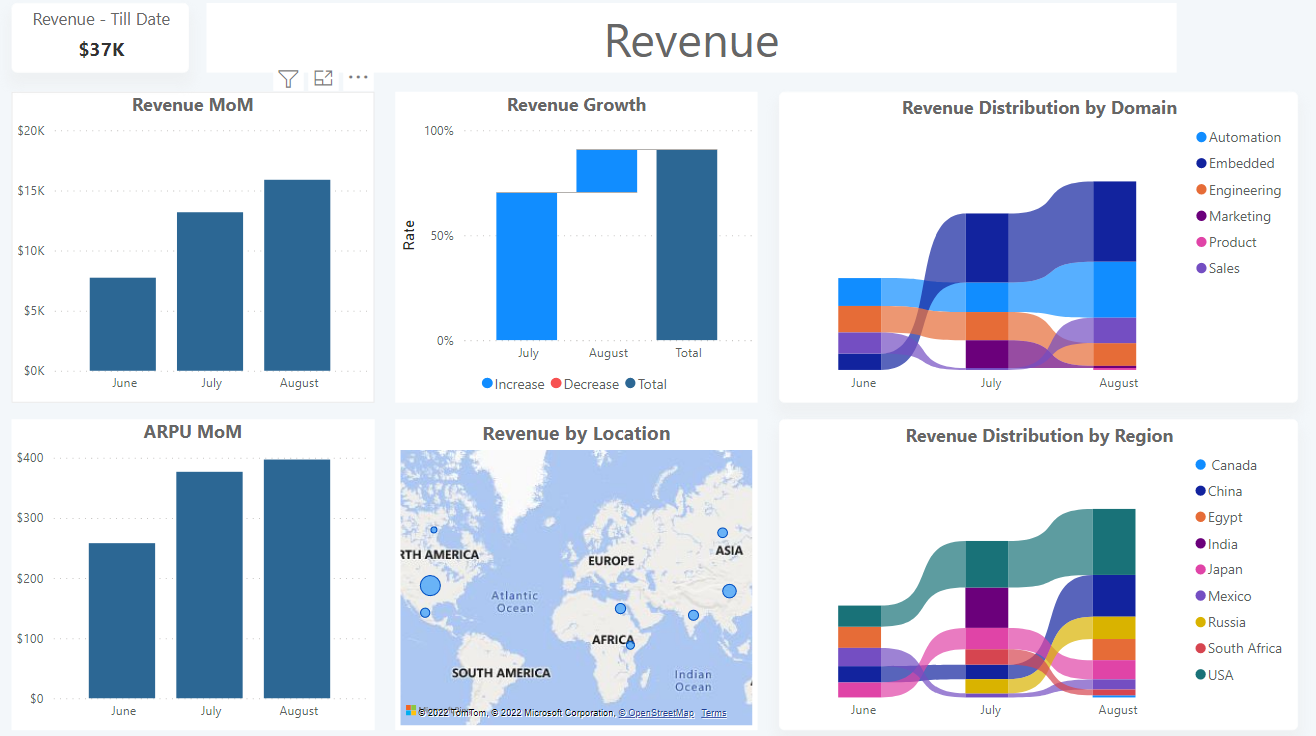 Revenue - Till Date
$37K
Revenue
Revenue MoM
$20K
$15K
$10K
$5K
$0K
June July August
Revenue Growth
100%
50%
0%
Rate
July August Total
Increase Decrease Total
Revenue Distribution by Domain
Automation
Embedded
Engineering
Marketing
Product
Sales
June July August
ARPU MoM
$400
$300
$200
$100
$0
June July August
Revenue by Location
RTH AMERICA
EUROPE
ASIA
Atlantic
Ocean
AFRICA
SOUTH AMERICA
Indian
Ocean
© 2022 TomTom, © 2022 Microsoft Corporation, © OpenStreetMap Terms
Revenue Distribution by Region
Canada
China
Egypt
India
Japan
Mexico
Russia
South Africa
USA
June July August